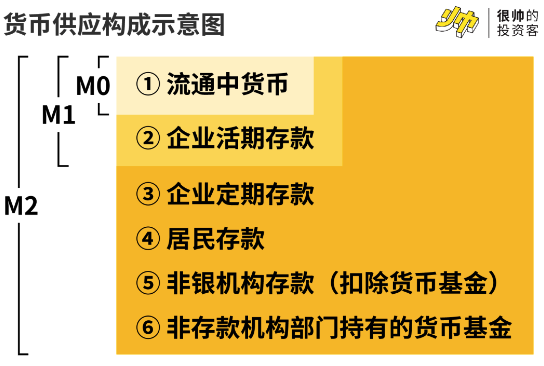 货币供应构成示意图
少帅
很帅的
投资客
M0
① 流通中货币
M1
② 企业活期存款
③ 企业定期存款
M2
④ 居民存款
⑤ 非银机构存款（扣除货币基金）
⑥ 非存款机构部门持有的货币基金